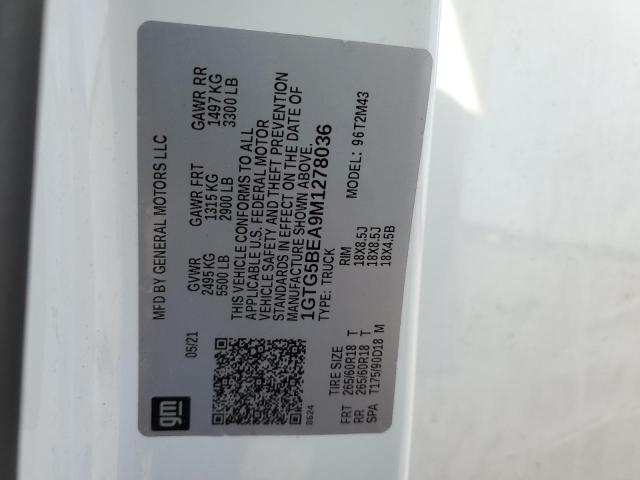 gm
MFD BY GENERAL MOTORS LLC
05/21
GVWR
2495 KG
5500 LB
GAWR FRT
1315 KG
2900 LB
GAWR RR
1497 KG
3300 LB
THIS VEHICLE CONFORMS TO ALL
APPLICABLE U.S. FEDERAL MOTOR
VEHICLE SAFETY AND THEFT PREVENTION
STANDARDS IN EFFECT ON THE DATE OF
MANUFACTURE SHOWN ABOVE.
1GTG5BEA9M1278036
TYPE: TRUCK
MODEL: 96T2M43
8624
TIRE SIZE RIM
FRT 265/60R18 T 18X8.5J
RR 265/60R18 T 18X8.5J
SPA T175/90D18 M 18X4.5B